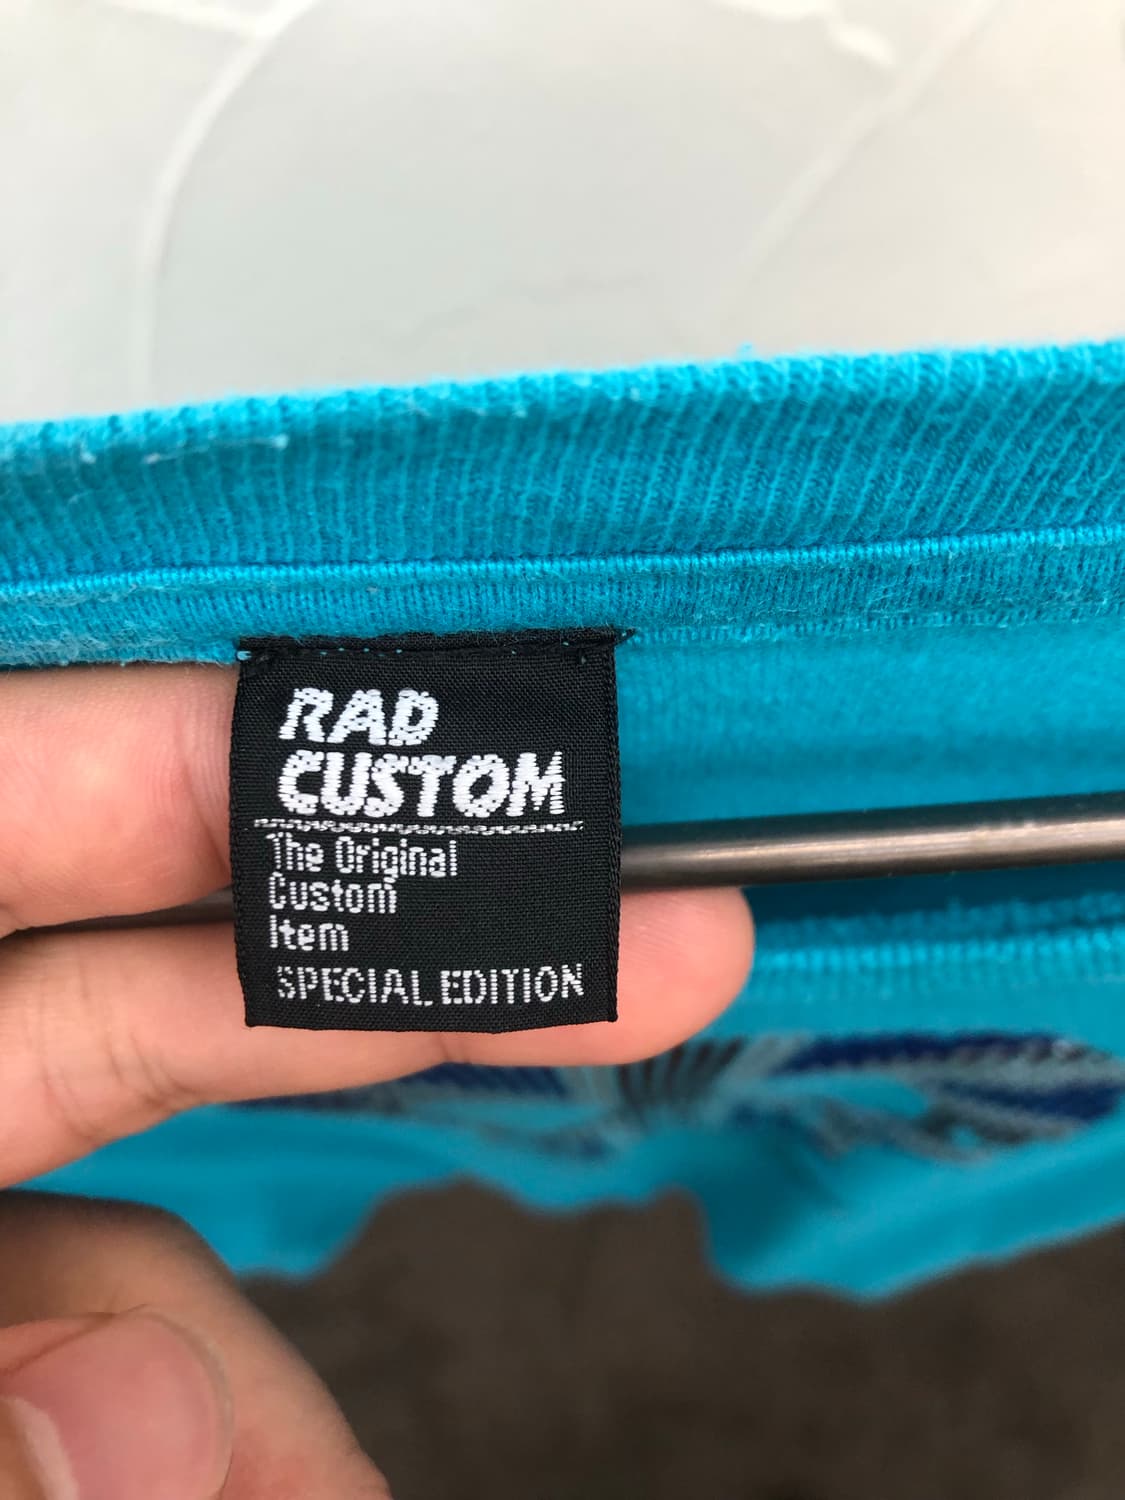 RAD
CUSTOM
The Original
Custom
Item
SPECIAL EDITION